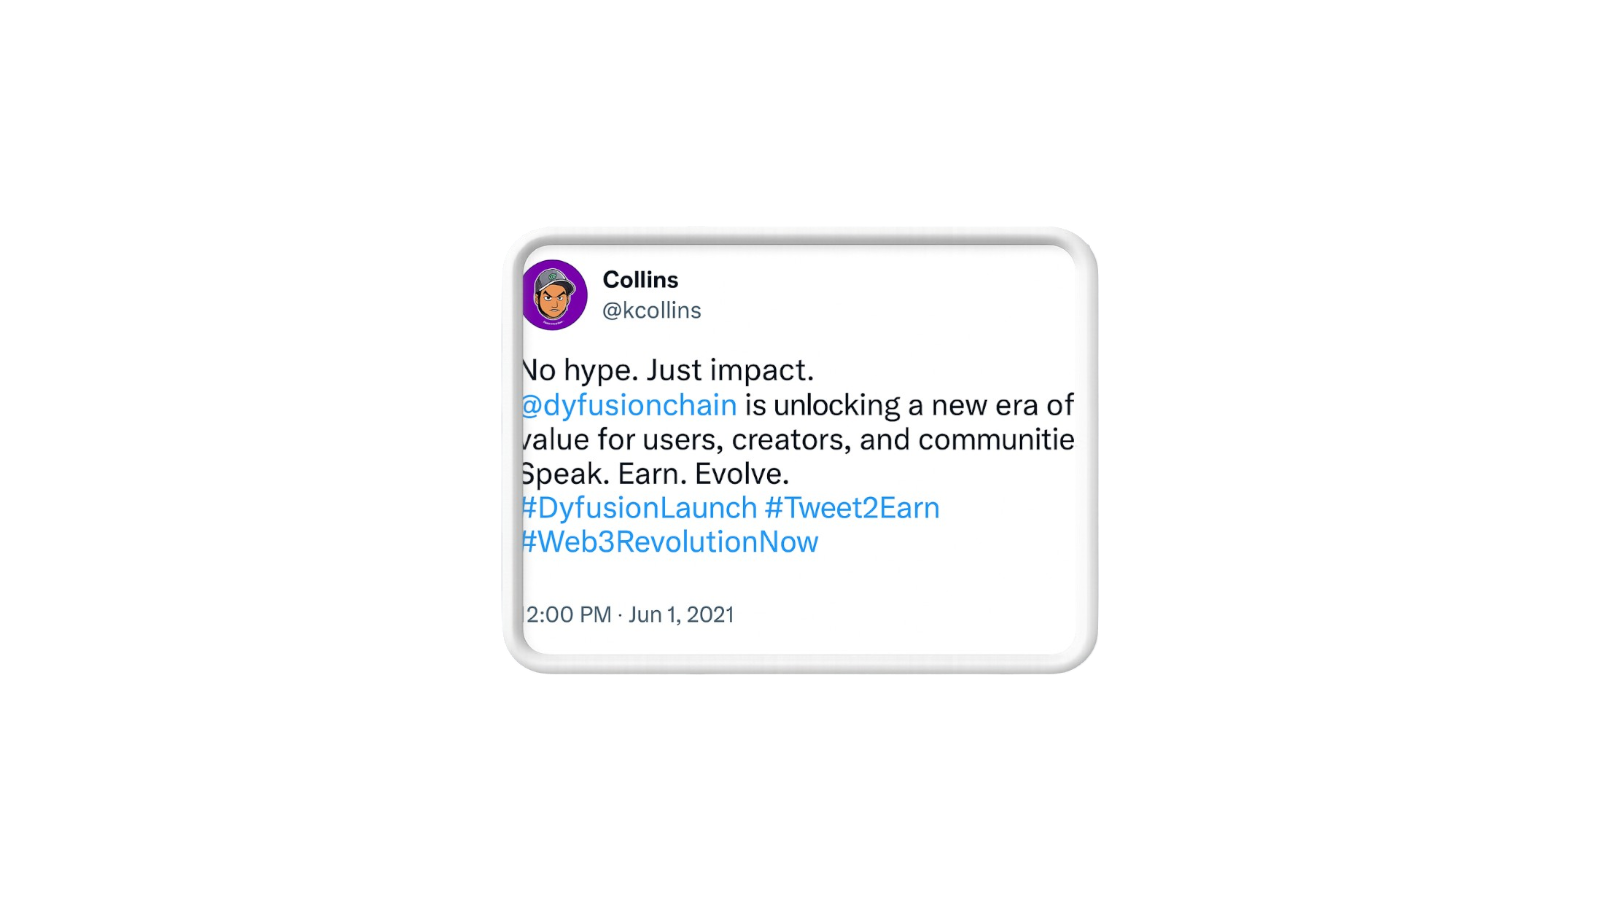 Collins
@kcollins
No hype. Just impact.
@dyfusionchain is unlocking a new era of
value for users, creators, and communitie
Speak. Earn. Evolve.
#DyfusionLaunch #Tweet2Earn
#Web3RevolutionNow
12:00 PM · Jun 1, 2021